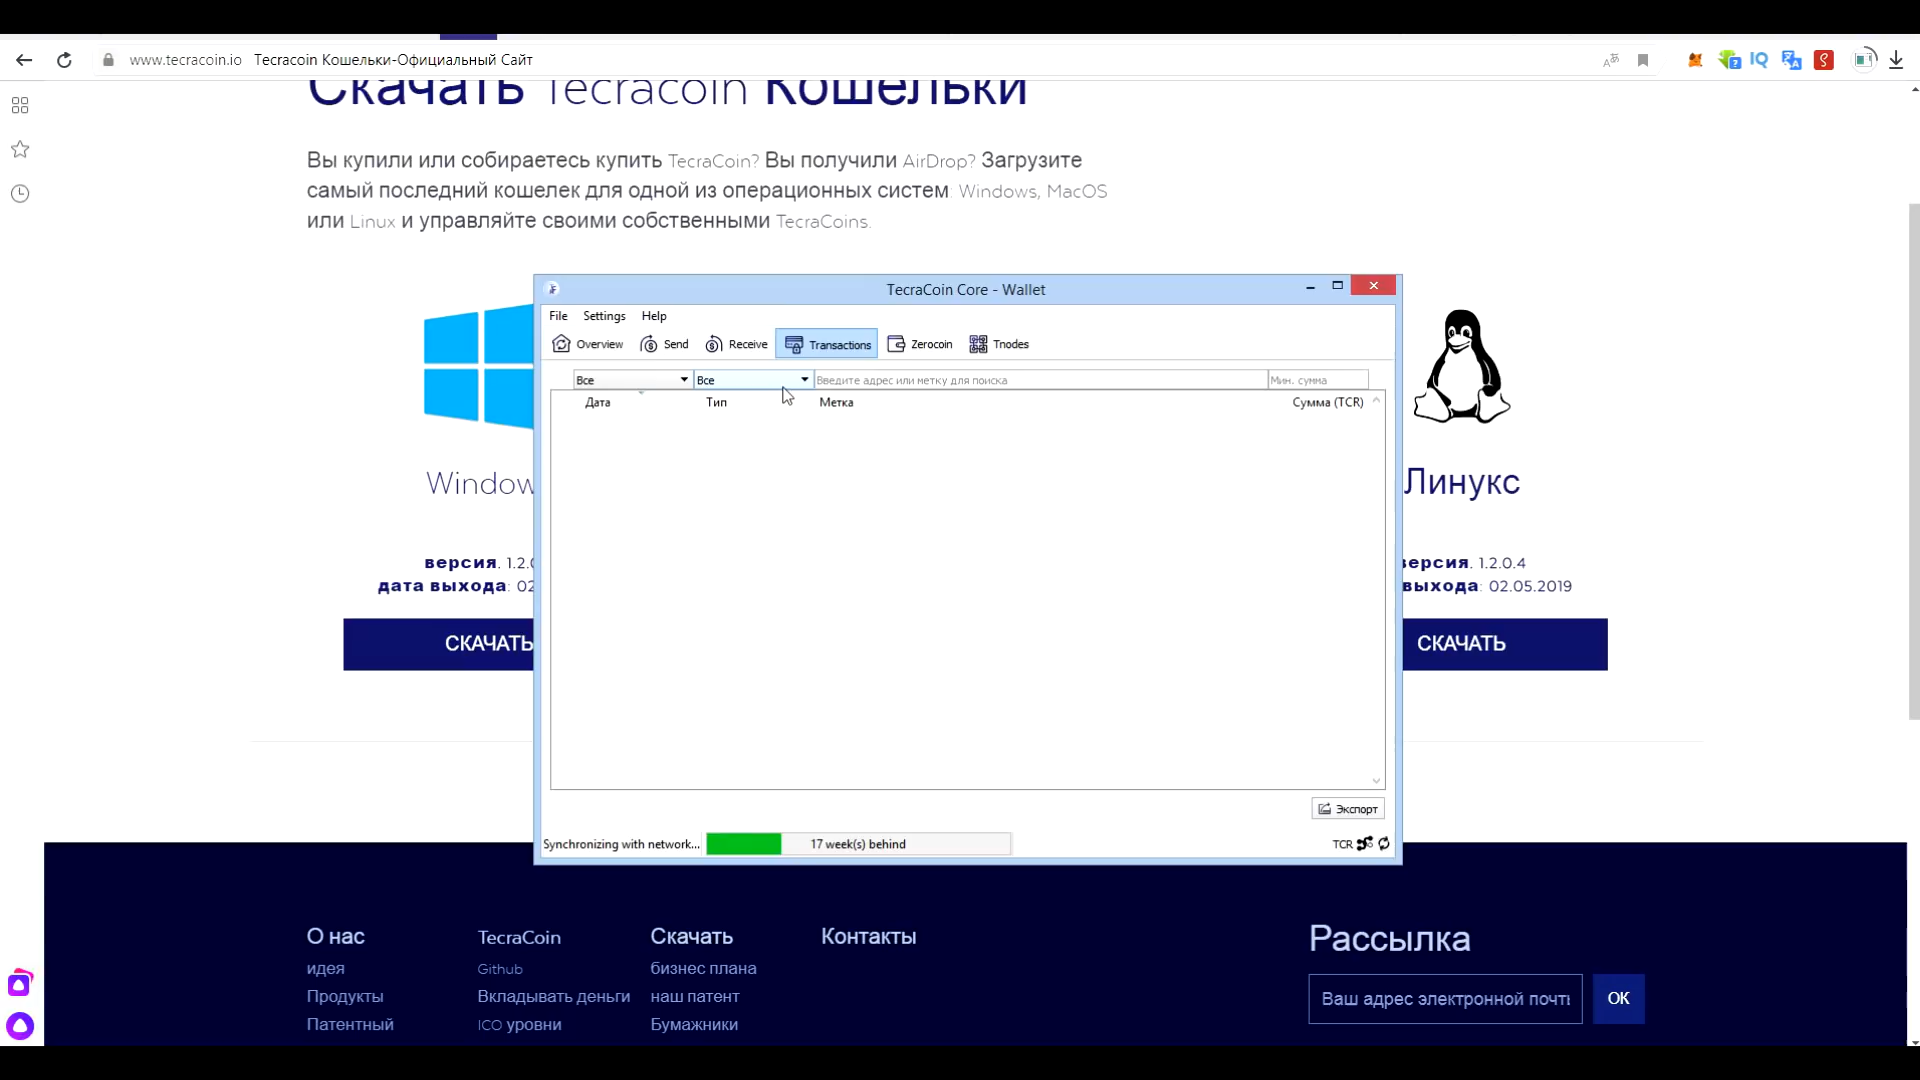 www.tecracoin.io Tecracoin Кошельки-Официальный Сайт
Скачать Tecracoin Кошельки
Вы купили или собираетесь купить TecraCoin? Вы получили AirDrop? Загрузите
самый последний кошелек для одной из операционных систем: Windows, MacOS
или Linux и управляйте своими собственными TecraCoins.
TecraCoin Core - Wallet
File Settings Help
Overview Send Receive Transactions Zerocoin Tnodes
Все Все Введите адрес или метку для поиска Мин. сумма
Дата Тип Метка Сумма (TCR)
Экспорт
Synchronizing with network... 17 week(s) behind TCR
Window
версия. 1.2.0
дата выхода: 02
СКАЧАТЬ
Линукс
версия. 1.2.0.4
выхода: 02.05.2019
СКАЧАТЬ
О нас
идея
Продукты
Патентный
TecraCoin
Github
Вкладывать деньги
ICO уровни
Скачать
бизнес плана
наш патент
Бумажники
Контакты
Рассылка
Ваш адрес электронной почты
ОК